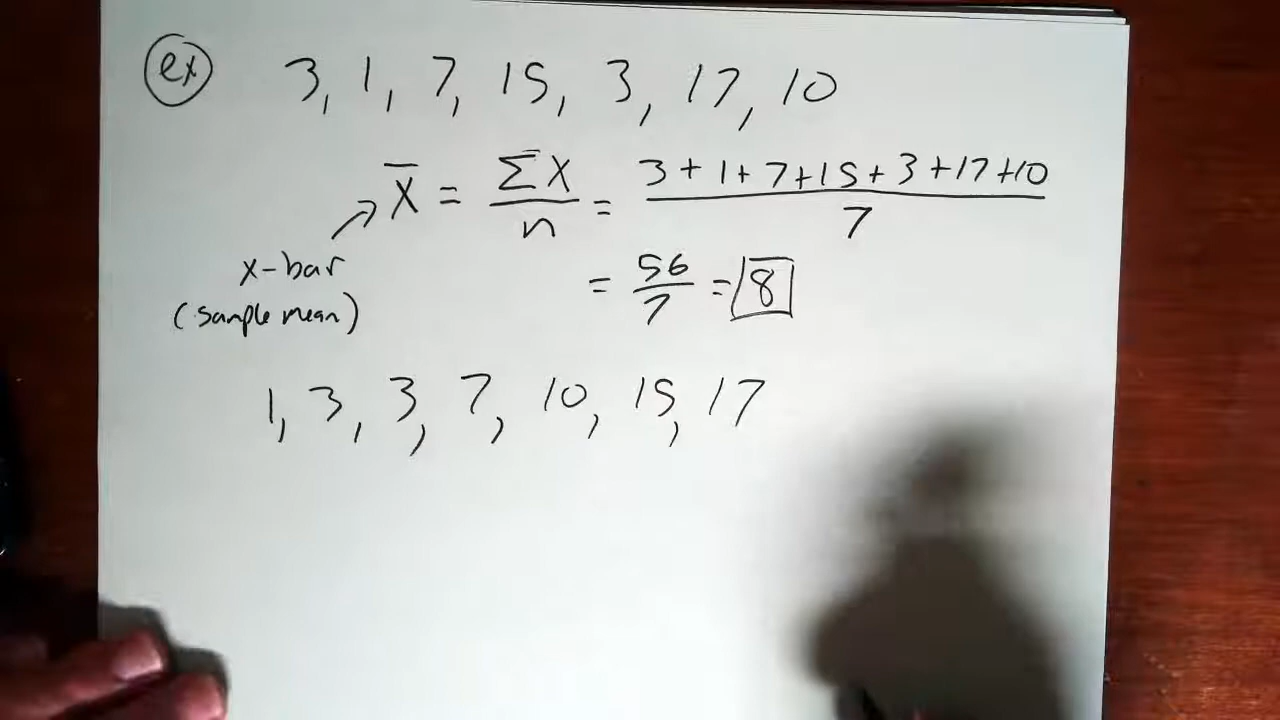 ex 3, 1, 7, 15, 3, 17, 10
x̄ = Σx/n = (3+1+7+15+3+17+10)/7
x-bar = 56/7 = 8
(sample mean)
1, 3, 3, 7, 10, 15, 17